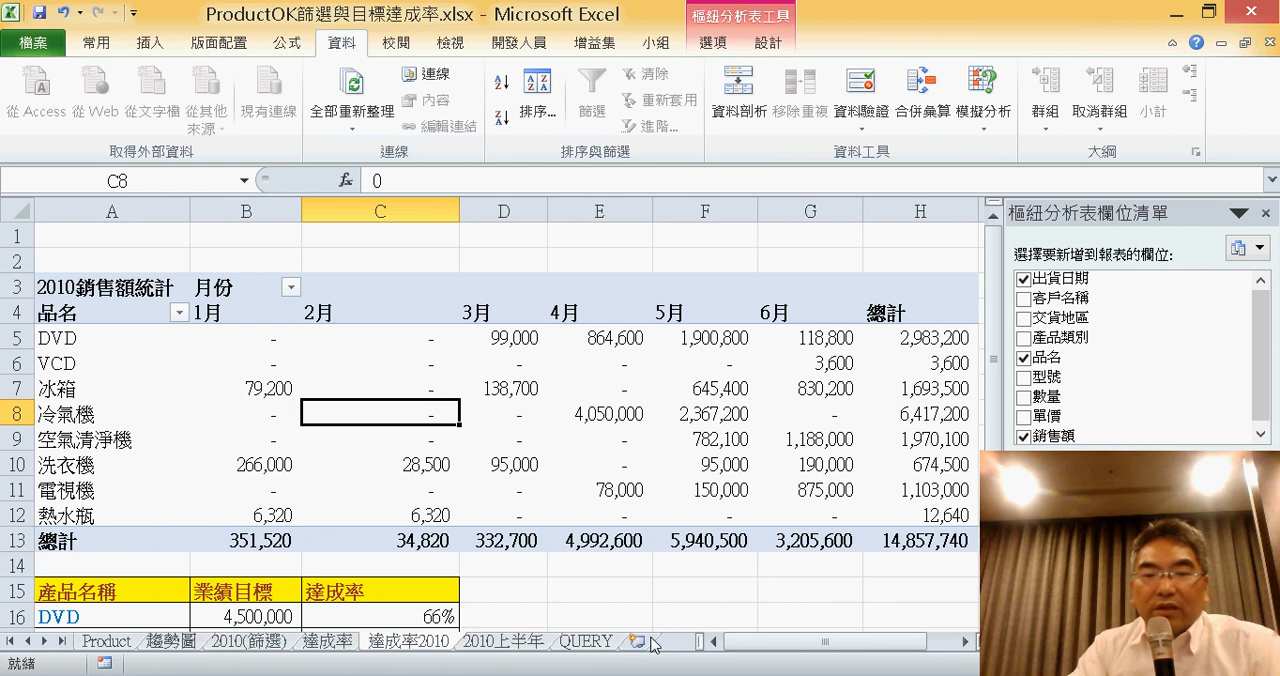 ProductOK篩選與目標達成率.xlsx - Microsoft Excel
樞紐分析表工具
檔案 常用 插入 版面配置 公式 資料 校閱 檢視 開發人員 增益集 小組 選項 設計
從 Access 從 Web 從文字檔 從其他來源 現有連線
取得外部資料
全部重新整理 連線 內容 編輯連結
連線
排序... 篩選 清除 重新套用 進階...
排序與篩選
資料剖析 移除重複 資料驗證 合併彙算 模擬分析
資料工具
群組 取消群組 小計
大綱
C8 fx 0
A B C D E F G H
1
2
3 2010銷售額統計 月份
4 品名 1月 2月 3月 4月 5月 6月 總計
5 DVD - - 99,000 864,600 1,900,800 118,800 2,983,200
6 VCD - - - - - 3,600 3,600
7 冰箱 79,200 - 138,700 - 645,400 830,200 1,693,500
8 冷氣機 - - - 4,050,000 2,367,200 - 6,417,200
9 空氣清淨機 - - - - 782,100 1,188,000 1,970,100
10 洗衣機 266,000 28,500 95,000 - 95,000 190,000 674,500
11 電視機 - - - 78,000 150,000 875,000 1,103,000
12 熱水瓶 6,320 6,320 - - - - 12,640
13 總計 351,520 34,820 332,700 4,992,600 5,940,500 3,205,600 14,857,740
14
15 產品名稱 業績目標 達成率
16 DVD 4,500,000 66%
Product 趨勢圖 2010(篩選) 達成率 達成率2010 2010上半年 QUERY
就緒
樞紐分析表欄位清單
選擇要新增到報表的欄位:
出貨日期
客戶名稱
交貨地區
產品類別
品名
型號
數量
單價
銷售額